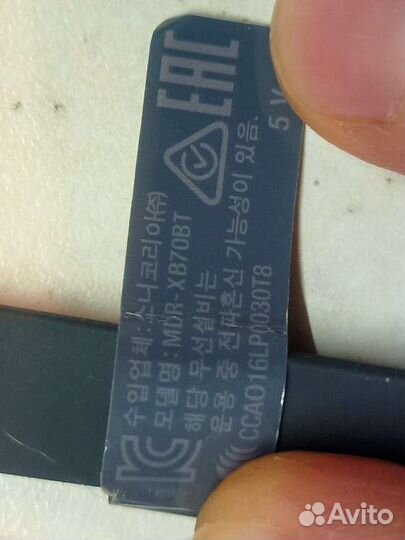 EAC
5 V
수입업체: 소니코리아(주)
모델명: MDR-XB70BT
해당 무선설비는
운용 중 전파혼신 가능성이 있음.
CCAO16LP0030T8
Avito